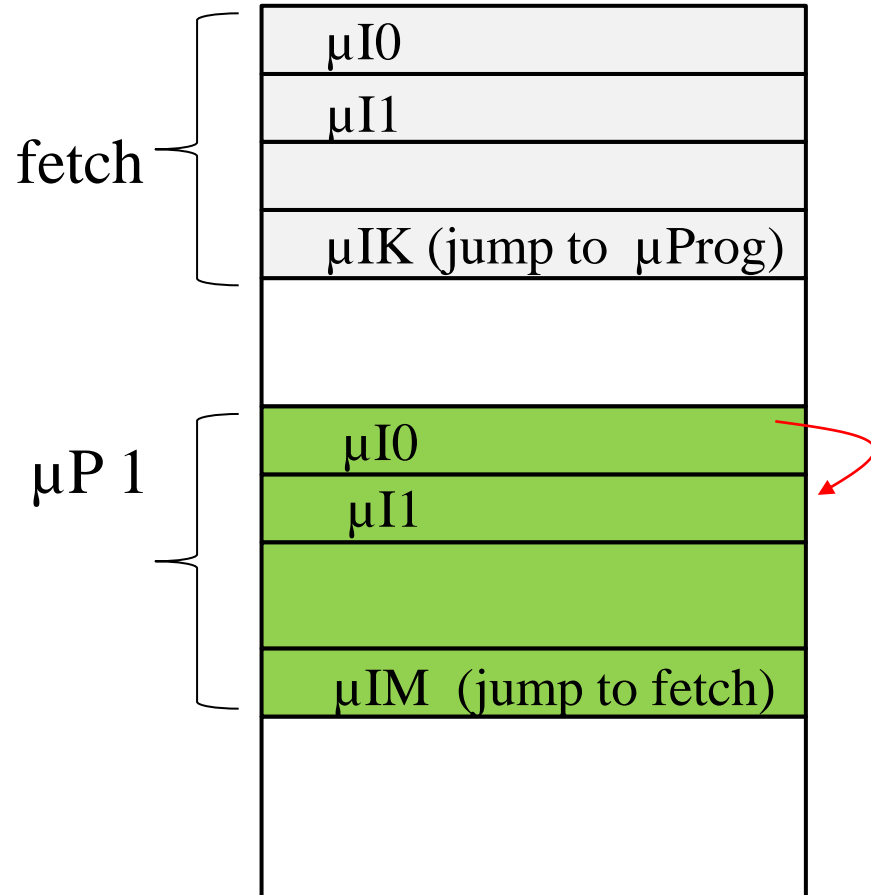 µI0
µI1
fetch
µIK (jump to µProg)
µI0
µP 1
µI1
µIM (jump to fetch)